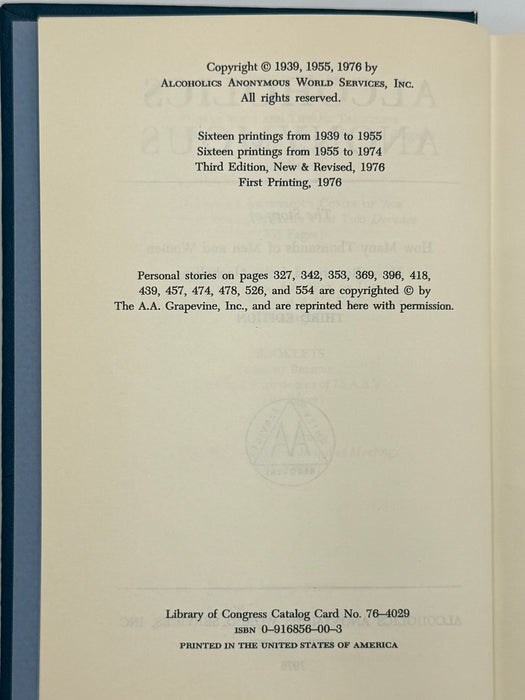 Copyright © 1939, 1955, 1976 by
ALCOHOLICS ANONYMOUS WORLD SERVICES, INC.
All rights reserved.
Sixteen printings from 1939 to 1955
Sixteen printings from 1955 to 1974
Third Edition, New & Revised, 1976
First Printing, 1976
Personal stories on pages 327, 342, 353, 369, 396, 418,
439, 457, 474, 478, 526, and 554 are copyrighted © by
The A.A. Grapevine, Inc., and are reprinted here with permission.
Library of Congress Catalog Card No. 76–4029
ISBN 0–916856–00–3
PRINTED IN THE UNITED STATES OF AMERICA